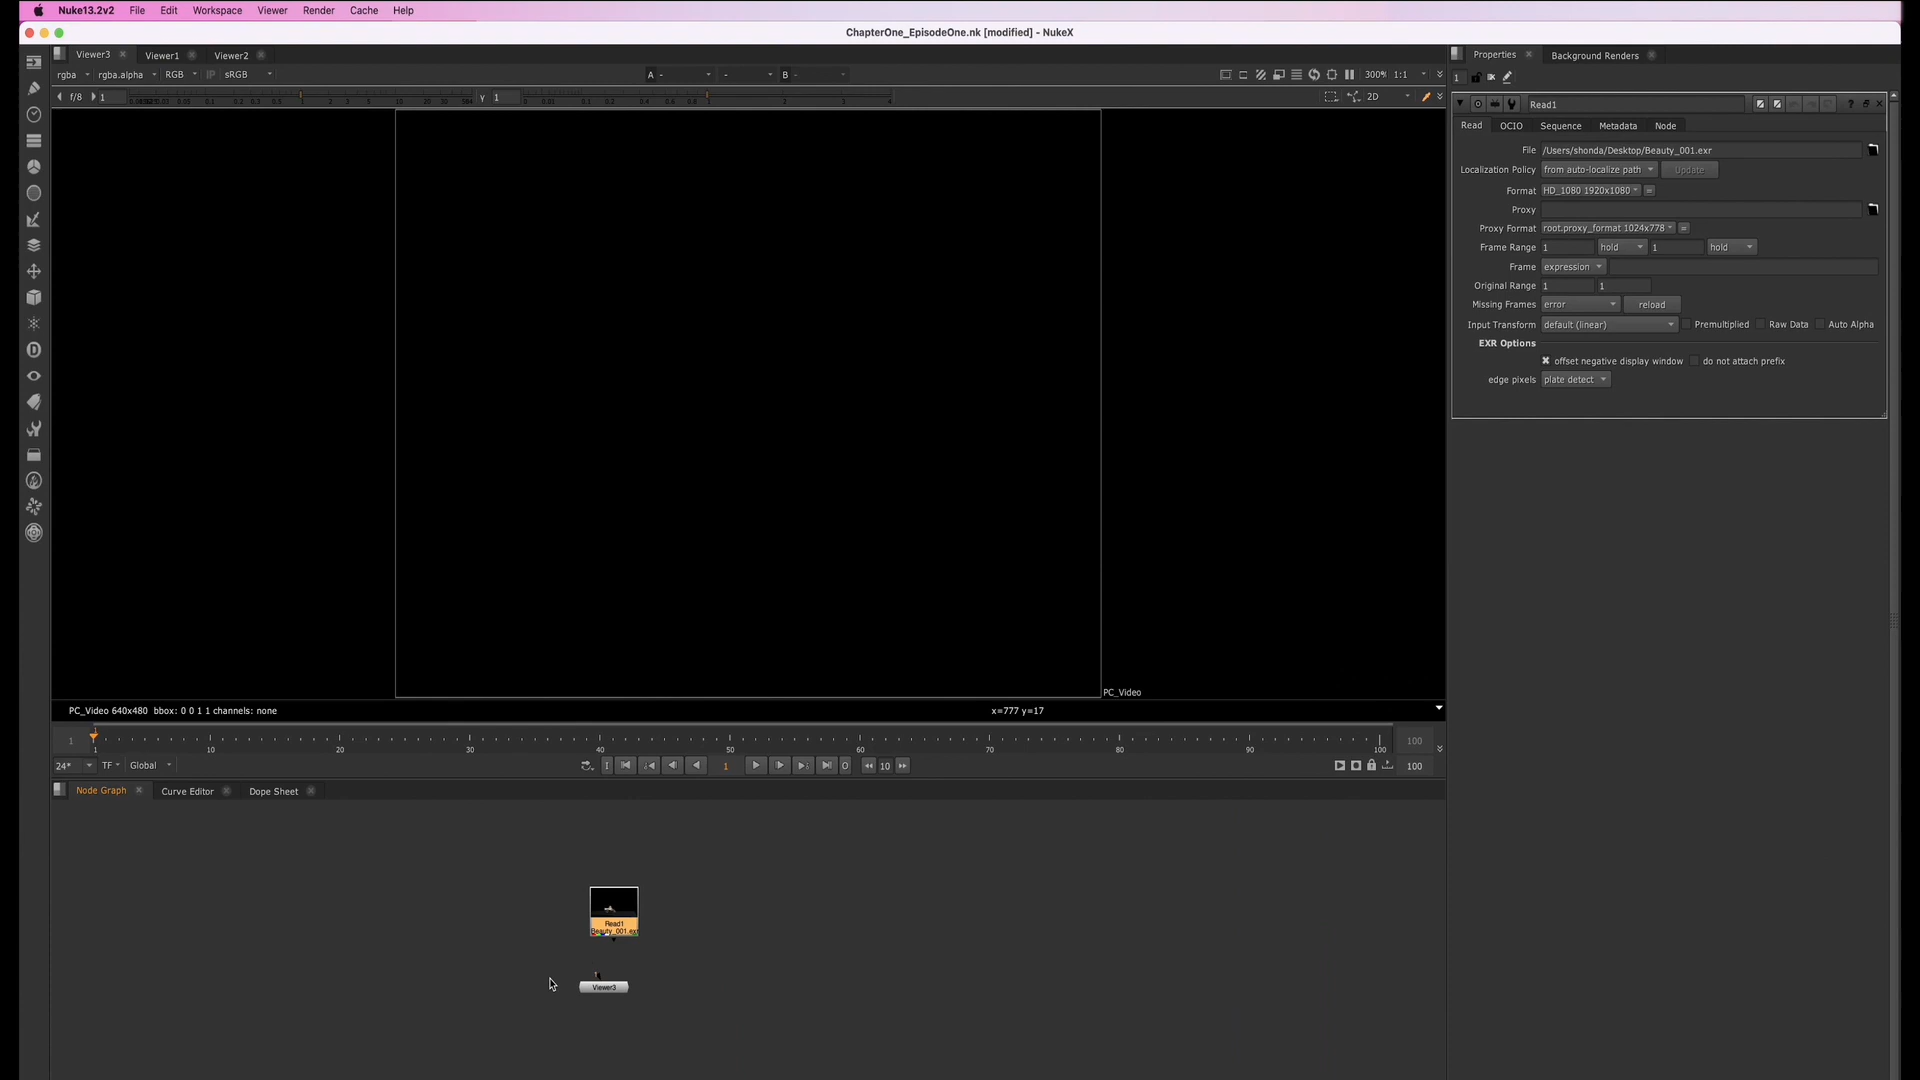 Nuke13.2v2 File Edit Workspace Viewer Render Cache Help
ChapterOne_EpisodeOne.nk [modified] - NukeX
Viewer3 Viewer1 Viewer2
rgba rgba.alpha RGB IP sRGB A - - B - 300% 1:1
f/8 1 Y 1 2D
PC_Video
PC_Video 640x480 bbox: 0 0 1 1 channels: none x=777 y=17
1 1 10 20 30 40 50 60 70 80 90 100 100
24* TF Global I 1 O 10 100
Node Graph Curve Editor Dope Sheet
Read1
Beauty_001.exr
1
Viewer3
Properties Background Renders
1
Read1
Read OCIO Sequence Metadata Node
File /Users/shonda/Desktop/Beauty_001.exr
Localization Policy from auto-localize path Update
Format HD_1080 1920x1080 =
Proxy
Proxy Format root.proxy_format 1024x778 =
Frame Range 1 hold 1 hold
Frame expression
Original Range 1 1
Missing Frames error reload
Input Transform default (linear) Premultiplied Raw Data Auto Alpha
EXR Options
offset negative display window do not attach prefix
edge pixels plate detect